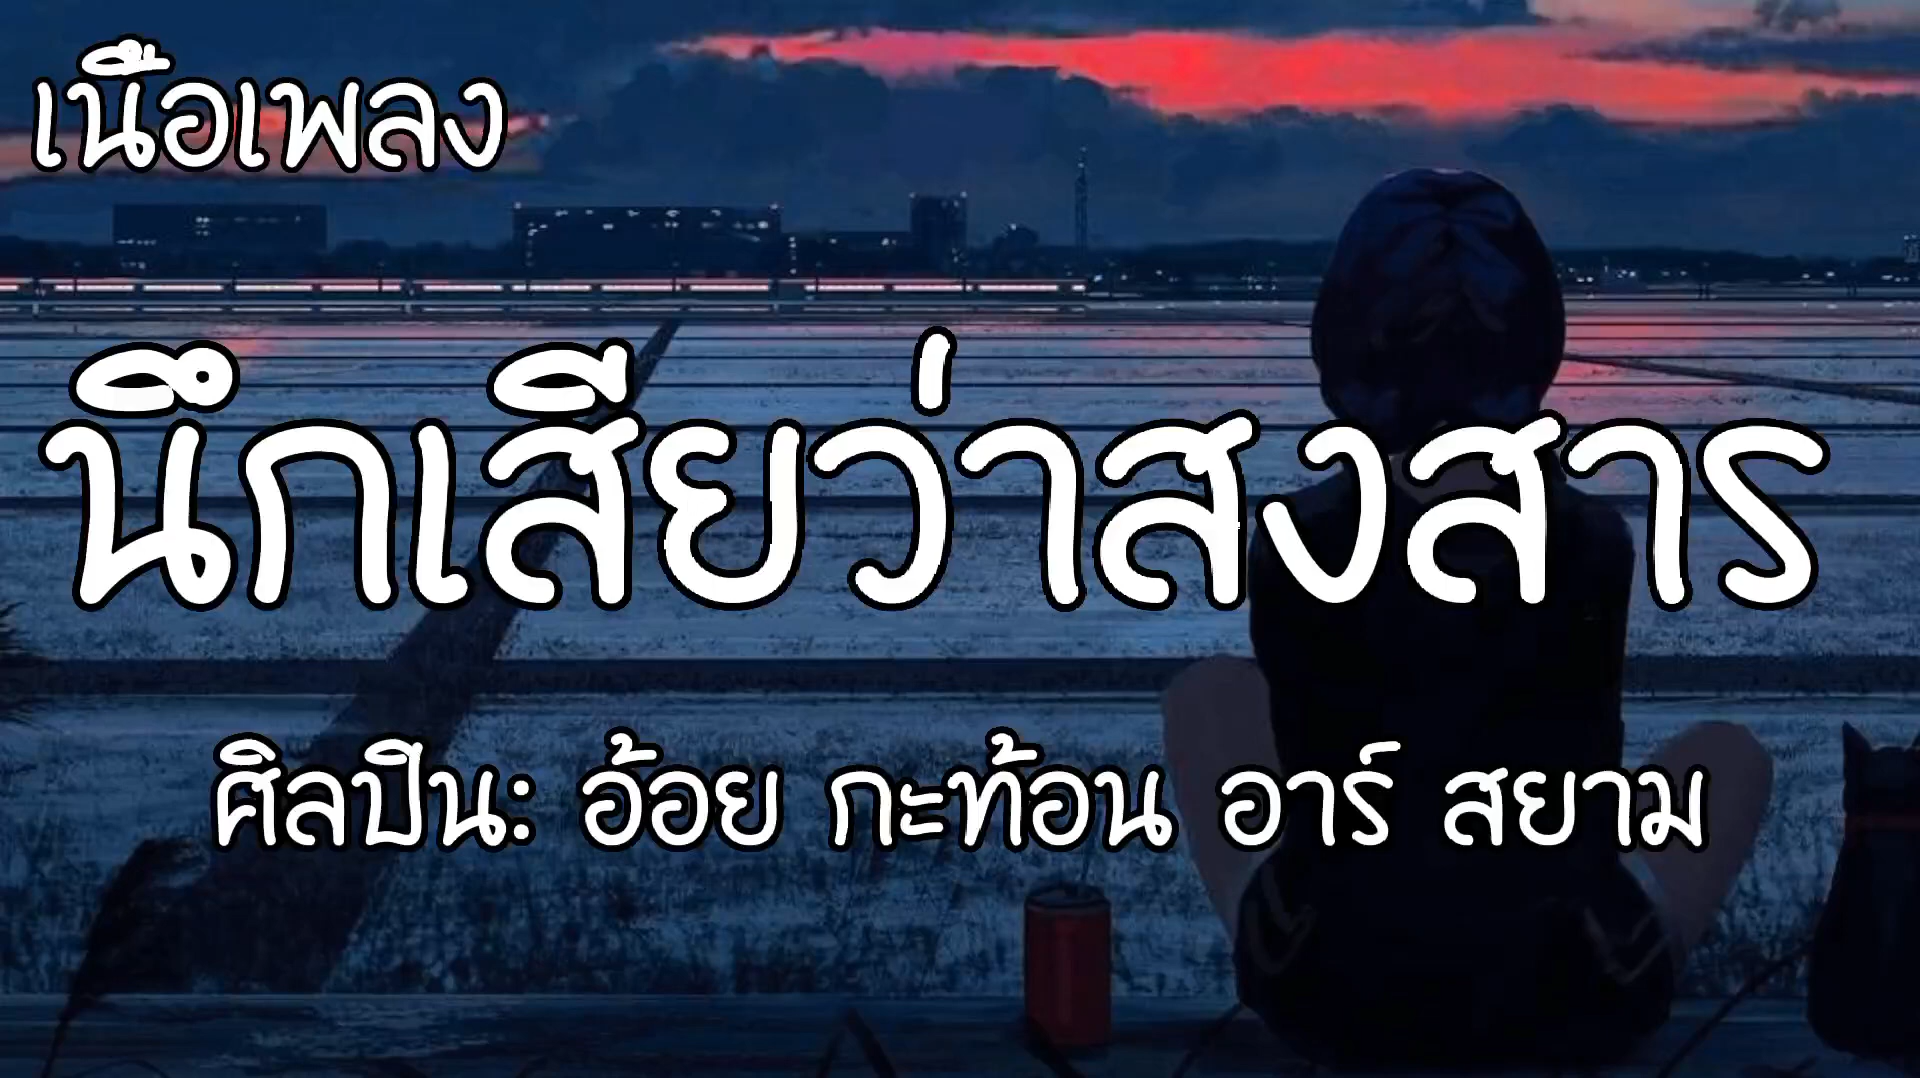 เนื้อเพลง
นึกเสียว่าสงสาร
ศิลปิน: อ้อย กะท้อน อาร์ สยาม